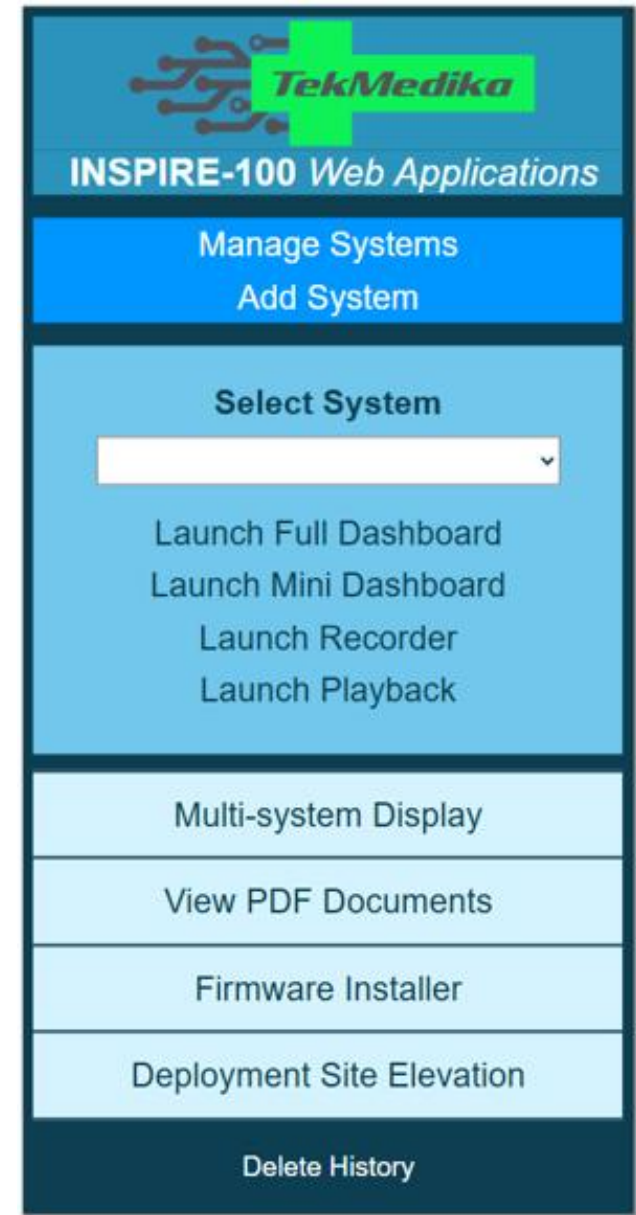 TekMedika
INSPIRE-100 Web Applications
Manage Systems
Add System
Select System
Launch Full Dashboard
Launch Mini Dashboard
Launch Recorder
Launch Playback
Multi-system Display
View PDF Documents
Firmware Installer
Deployment Site Elevation
Delete History